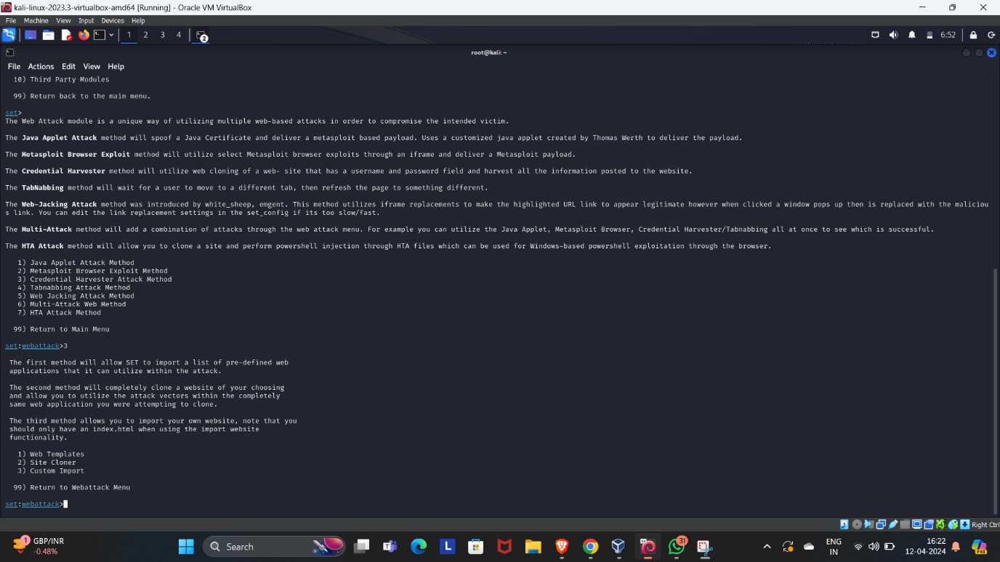 kali-linux-2023.3-virtualbox-amd64 [Running] - Oracle VM VirtualBox
File Machine View Input Devices Help
1 2 3 4 2 6:52
root@kali: ~
File Actions Edit View Help
10) Third Party Modules
99) Return back to the main menu.
set>
The Web Attack module is a unique way of utilizing multiple web-based attacks in order to compromise the intended victim.
The Java Applet Attack method will spoof a Java Certificate and deliver a metasploit based payload. Uses a customized java applet created by Thomas Werth to deliver the payload.
The Metasploit Browser Exploit method will utilize select Metasploit browser exploits through an iframe and deliver a Metasploit payload.
The Credential Harvester method will utilize web cloning of a web- site that has a username and password field and harvest all the information posted to the website.
The TabNabbing method will wait for a user to move to a different tab, then refresh the page to something different.
The Web-Jacking Attack method was introduced by white_sheep, emgent. This method utilizes iframe replacements to make the highlighted URL link to appear legitimate however when clicked a window pops up then is replaced with the maliciou
s link. You can edit the link replacement settings in the set_config if its too slow/fast.
The Multi-Attack method will add a combination of attacks through the web attack menu. For example you can utilize the Java Applet, Metasploit Browser, Credential Harvester/Tabnabbing all at once to see which is successful.
The HTA Attack method will allow you to clone a site and perform powershell injection through HTA files which can be used for Windows-based powershell exploitation through the browser.
1) Java Applet Attack Method
2) Metasploit Browser Exploit Method
3) Credential Harvester Attack Method
4) Tabnabbing Attack Method
5) Web Jacking Attack Method
6) Multi-Attack Web Method
7) HTA Attack Method
99) Return to Main Menu
set:webattack>3
The first method will allow SET to import a list of pre-defined web
applications that it can utilize within the attack.
The second method will completely clone a website of your choosing
and allow you to utilize the attack vectors within the completely
same web application you were attempting to clone.
The third method allows you to import your own website, note that you
should only have an index.html when using the import website
functionality.
1) Web Templates
2) Site Cloner
3) Custom Import
99) Return to Webattack Menu
set:webattack>
Right Ctrl
1 GBP/INR
-0.48%
Search
L
31
ENG
IN
16:22
12-04-2024
PRE